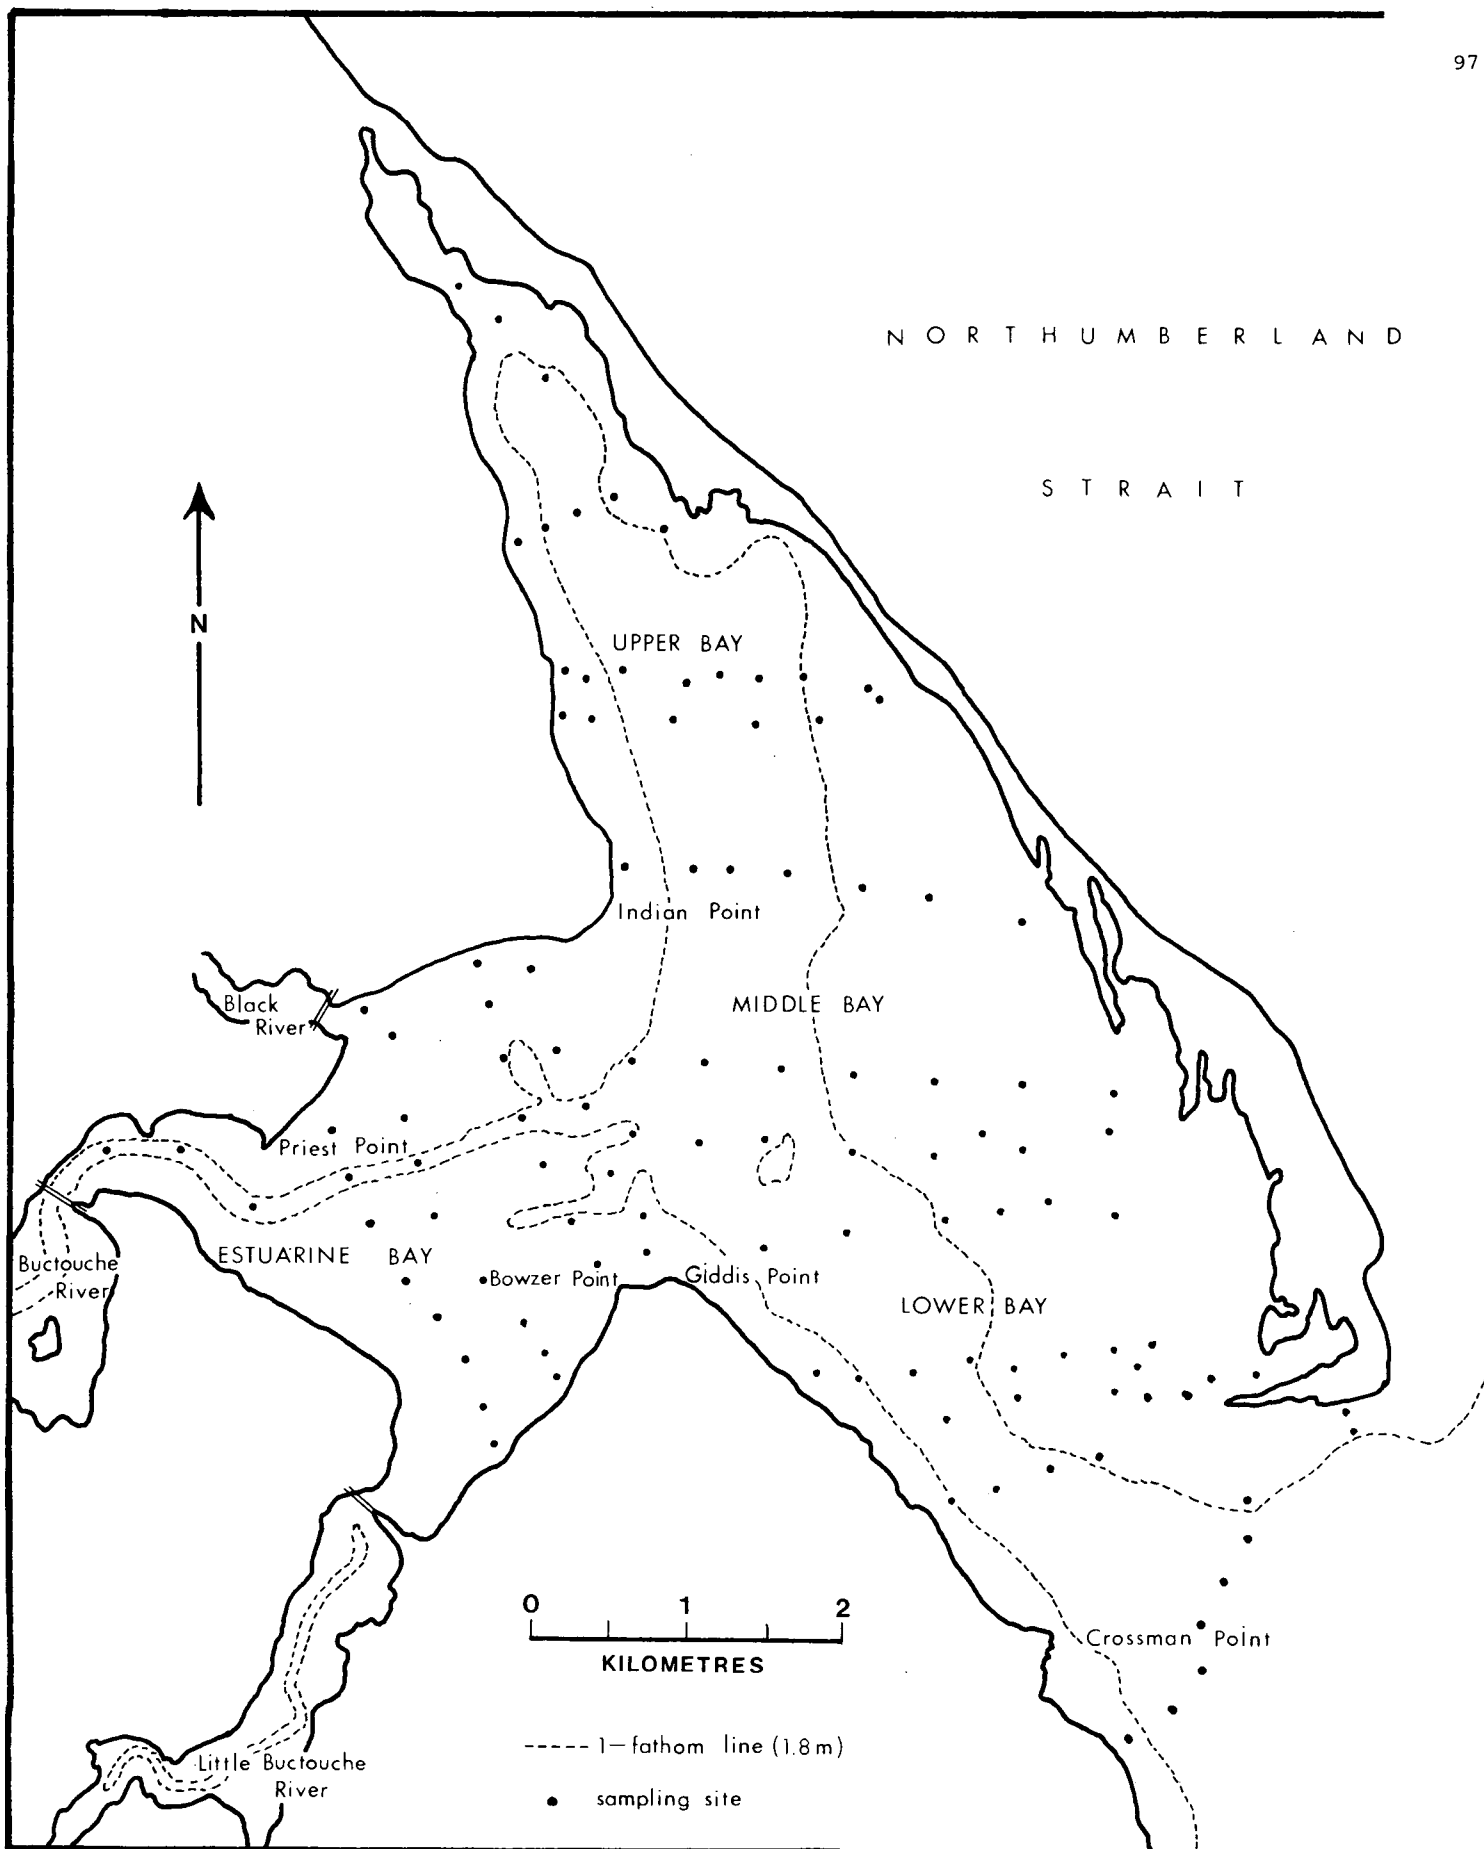 97
NORTHUMBERLAND
STRAIT
N
UPPER BAY
Indian Point
Black
River
MIDDLE BAY
Priest Point
ESTUARINE BAY
Buctouche
River
Bowzer Point
Giddis Point
LOWER BAY
0 1 2
KILOMETRES
Crossman Point
1-fathom line (1.8m)
Little Buctouche
River
sampling site